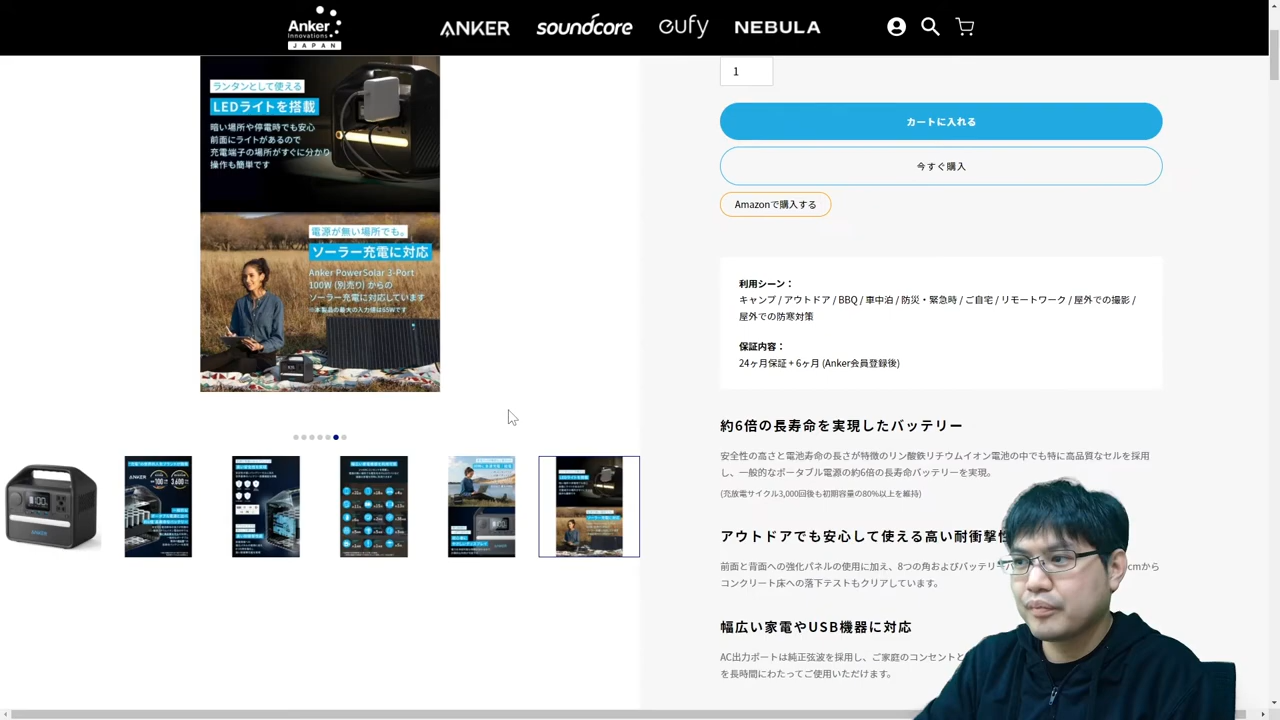 Anker
Innovations
JAPAN
ANKER
soundcore
eufy
NEBULA
ランタンとして使える
LEDライトを搭載
暗い場所や停電時でも安心
前面にライトがあるので
充電端子の場所がすぐに分かり
操作も簡単です
電源が無い場所でも。
ソーラー充電に対応
Anker PowerSolar 3-Port
100W (別売り) からの
ソーラー充電に対応しています
※本製品の最大の入力値は65Wです
1
カートに入れる
今すぐ購入
Amazonで購入する
利用シーン：
キャンプ / アウトドア / BBQ / 車中泊 / 防災・緊急時 / ご自宅 / リモートワーク / 屋外での撮影 /
屋外での防寒対策
保証内容：
24ヶ月保証 + 6ヶ月 (Anker会員登録後)
約6倍の長寿命を実現したバッテリー
安全性の高さと電池寿命の長さが特徴のリン酸鉄リチウムイオン電池の中でも特に高品質なセルを採用
し、一般的なポータブル電源の約6倍の長寿命バッテリーを実現。
(充放電サイクル3,000回後も初期容量の80%以上を維持)
アウトドアでも安心して使える高い耐衝撃性
前面と背面への強化パネルの使用に加え、8つの角およびバッテリー
cmから
コンクリート床への落下テストもクリアしています。
幅広い家電やUSB機器に対応
AC出力ポートは純正弦波を採用し、ご家庭のコンセントと
を長時間にわたってご使用いただけます。